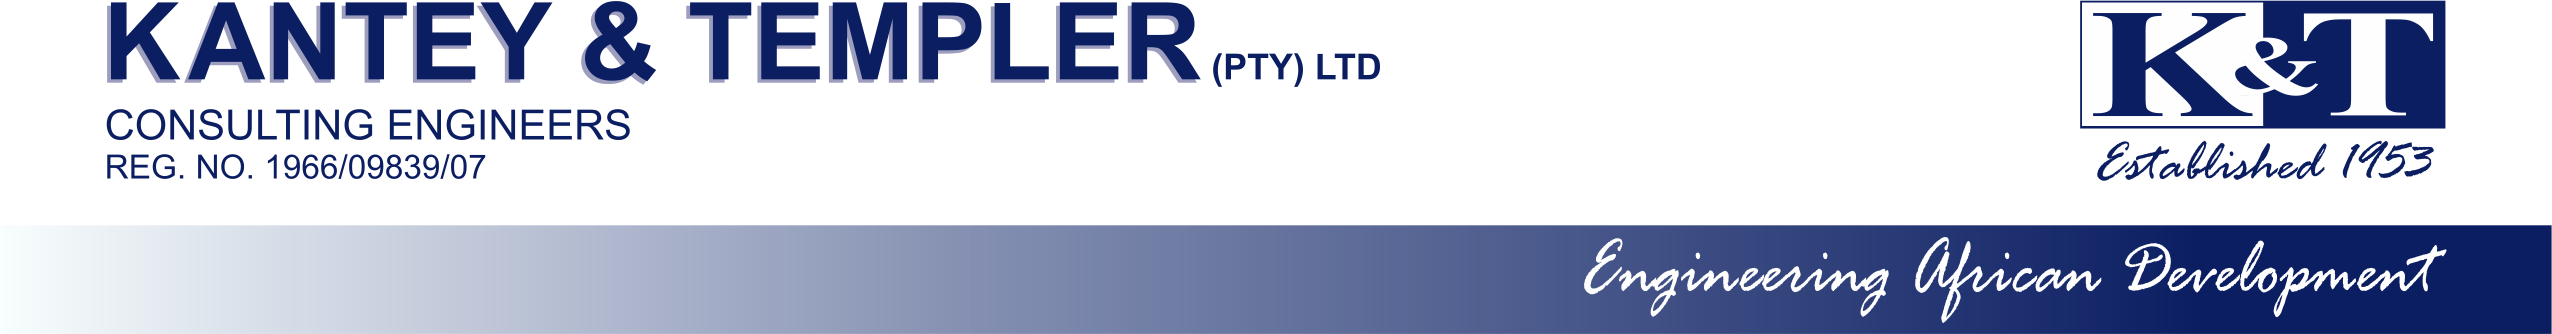 KANTEY & TEMPLER (PTY) LTD
CONSULTING ENGINEERS
REG. NO. 1966/09839/07
K&T
Established 1953
Engineering African Development